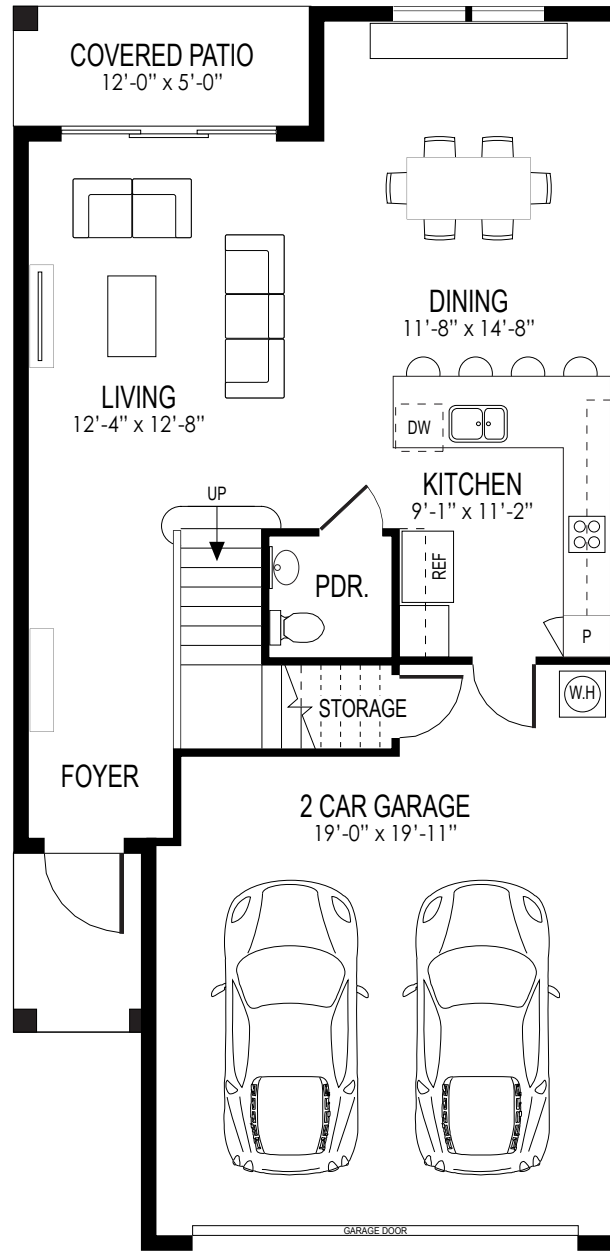 COVERED PATIO
12’-0” x 5’-0”
DINING
11’-8” x 14’-8”
LIVING
12’-4” x 12’-8”
DW
KITCHEN
9’-1” x 11’-2”
UP
REF
PDR.
P
STORAGE
W.H
FOYER
2 CAR GARAGE
19’-0” x 19’-11”
GARAGE DOOR